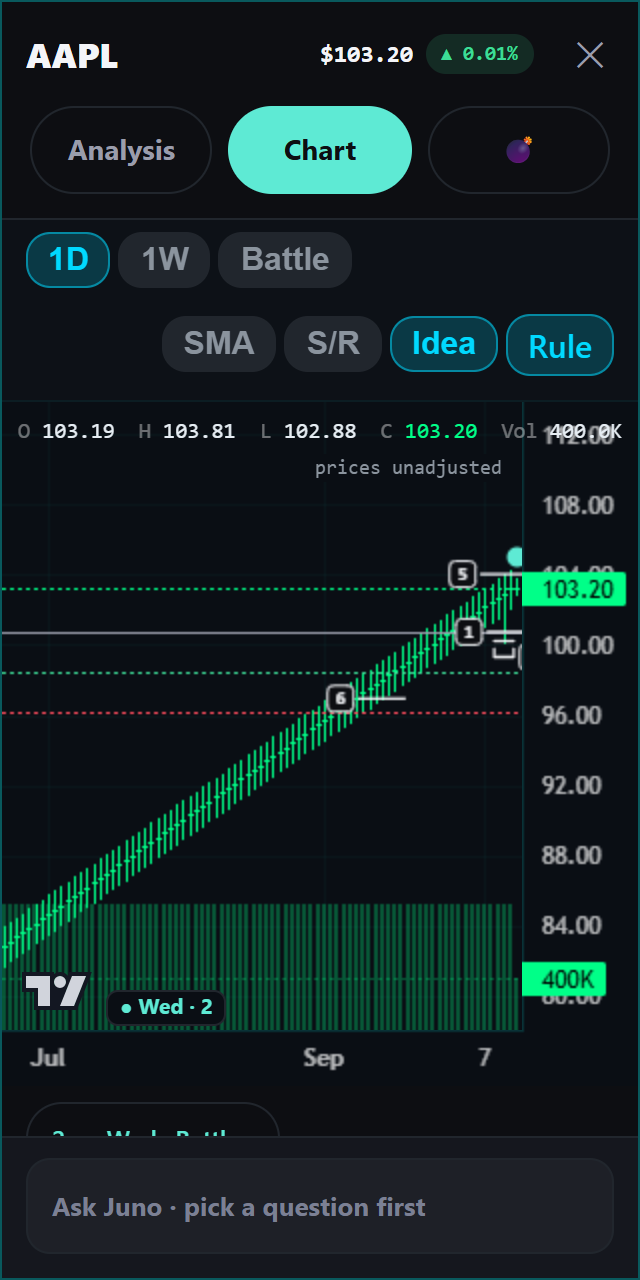 AAPL
$103.20 ▲ 0.01%
Analysis Chart
1D 1W Battle
SMA S/R Idea Rule
O 103.19 H 103.81 L 102.88 C 103.20 Vol 400.0K
prices unadjusted
108.00
5
103.20
1
100.00
6
96.00
92.00
88.00
84.00
400K
Wed · 2
Jul Sep 7
Ask Juno · pick a question first